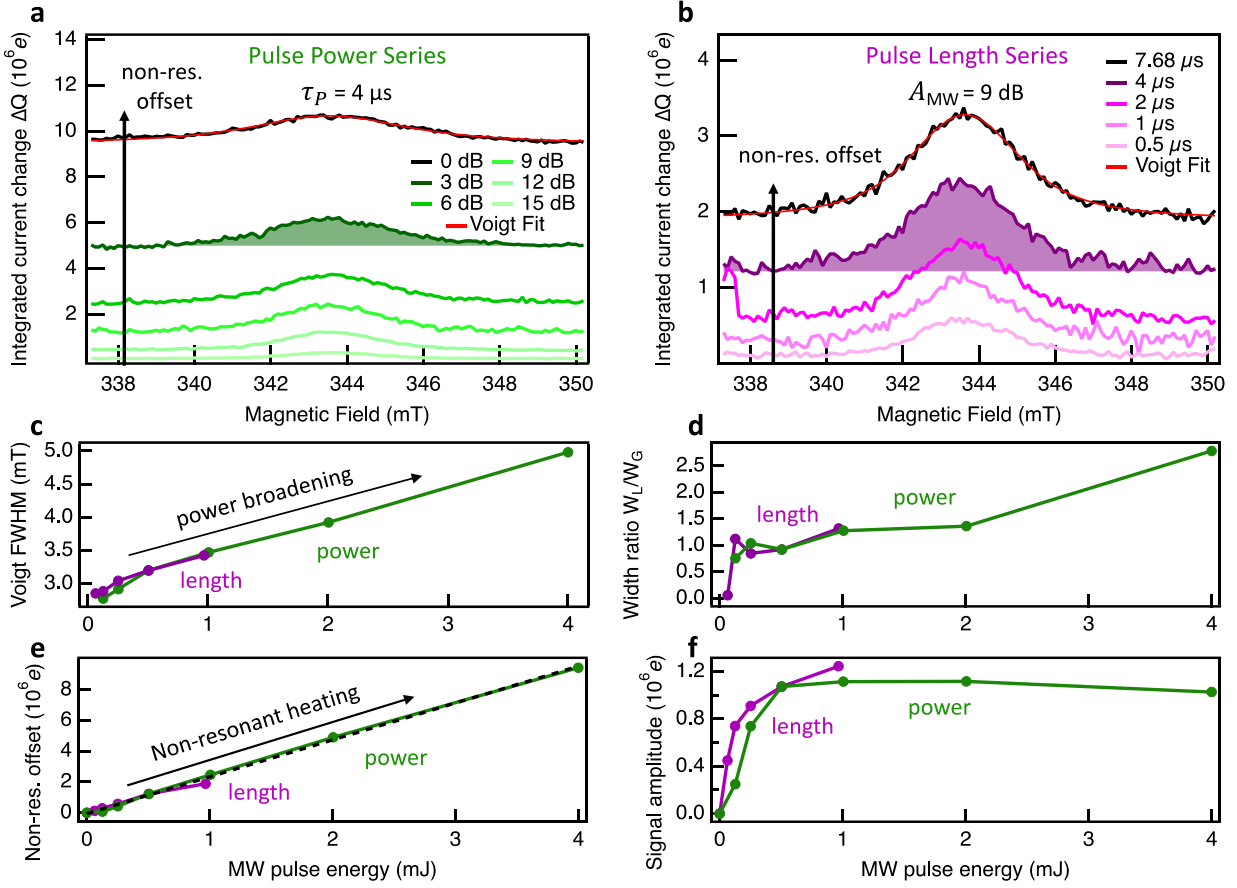 a
Integrated current change ΔQ (10⁶ e)
14
12
10
8
6
4
2
Pulse Power Series
non-res.
offset
τP = 4 µs
0 dB
9 dB
3 dB
12 dB
6 dB
15 dB
Voigt Fit
338
340
342
344
346
348
350
Magnetic Field (mT)
b
Integrated current change ΔQ (10⁶ e)
4
3
2
1
Pulse Length Series
AMW = 9 dB
non-res. offset
7.68 µs
4 µs
2 µs
1 µs
0.5 µs
Voigt Fit
338
340
342
344
346
348
350
Magnetic Field (mT)
c
Voigt FWHM (mT)
5.0
4.5
4.0
3.5
3.0
power broadening
power
length
0
1
2
3
4
d
Width ratio WL/WG
2.5
2.0
1.5
1.0
0.5
0.0
length
power
0
1
2
3
4
e
Non-res. offset (10⁶ e)
8
6
4
2
0
Non-resonant heating
power
length
0
1
2
3
4
MW pulse energy (mJ)
f
Signal amplitude (10⁶ e)
1.2
0.8
0.4
0.0
length
power
0
1
2
3
4
MW pulse energy (mJ)